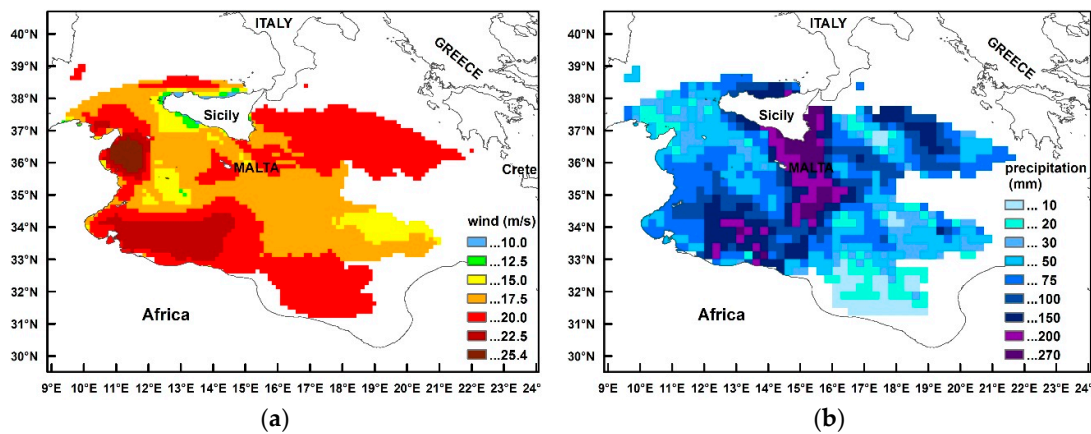 40°N
39°N
38°N
37°N
36°N
35°N
34°N
33°N
32°N
31°N
30°N
ITALY
GREECE
Sicily
MALTA
Crete
Africa
wind (m/s)
...10.0
...12.5
...15.0
...17.5
...20.0
...22.5
...25.4
9°E 10°E 11°E 12°E 13°E 14°E 15°E 16°E 17°E 18°E 19°E 20°E 21°E 22°E 23°E 24°
(a)
40°N
39°N
38°N
37°N
36°N
35°N
34°N
33°N
32°N
31°N
30°N
ITALY
GREECE
Sicily
MALTA
Crete
Africa
precipitation
(mm)
... 10
... 20
... 30
... 50
... 75
...100
...150
...200
...270
9°E 10°E 11°E 12°E 13°E 14°E 15°E 16°E 17°E 18°E 19°E 20°E 21°E 22°E 23°E 24°
(b)